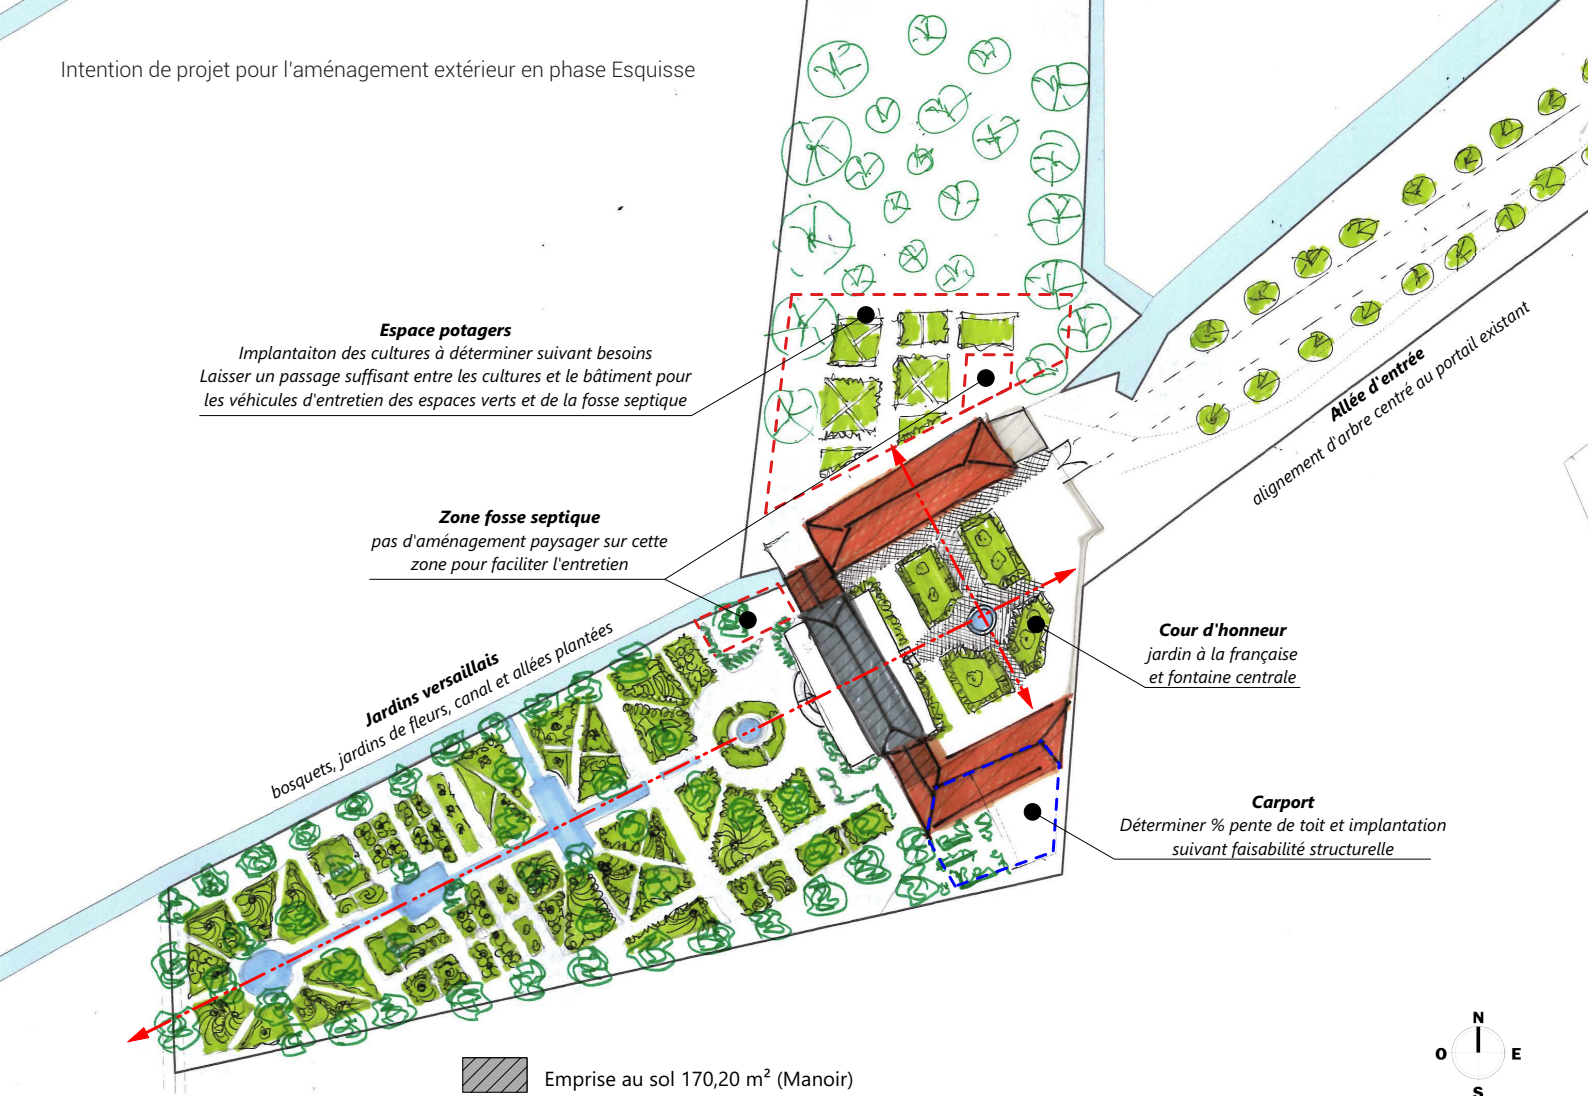 Intention de projet pour l'aménagement extérieur en phase Esquisse
Espace potagers
Implantaiton des cultures à déterminer suivant besoins
Laisser un passage suffisant entre les cultures et le bâtiment pour
les véhicules d'entretien des espaces verts et de la fosse septique
Allée d'entrée
alignement d'arbre centré au portail existant
Zone fosse septique
pas d'aménagement paysager sur cette
zone pour faciliter l'entretien
Jardins versaillais
bosquets, jardins de fleurs, canal et allées plantées
Cour d'honneur
jardin à la française
et fontaine centrale
Carport
Déterminer % pente de toit et implantation
suivant faisabilité structurelle
Emprise au sol 170,20 m² (Manoir)
N
O E
S